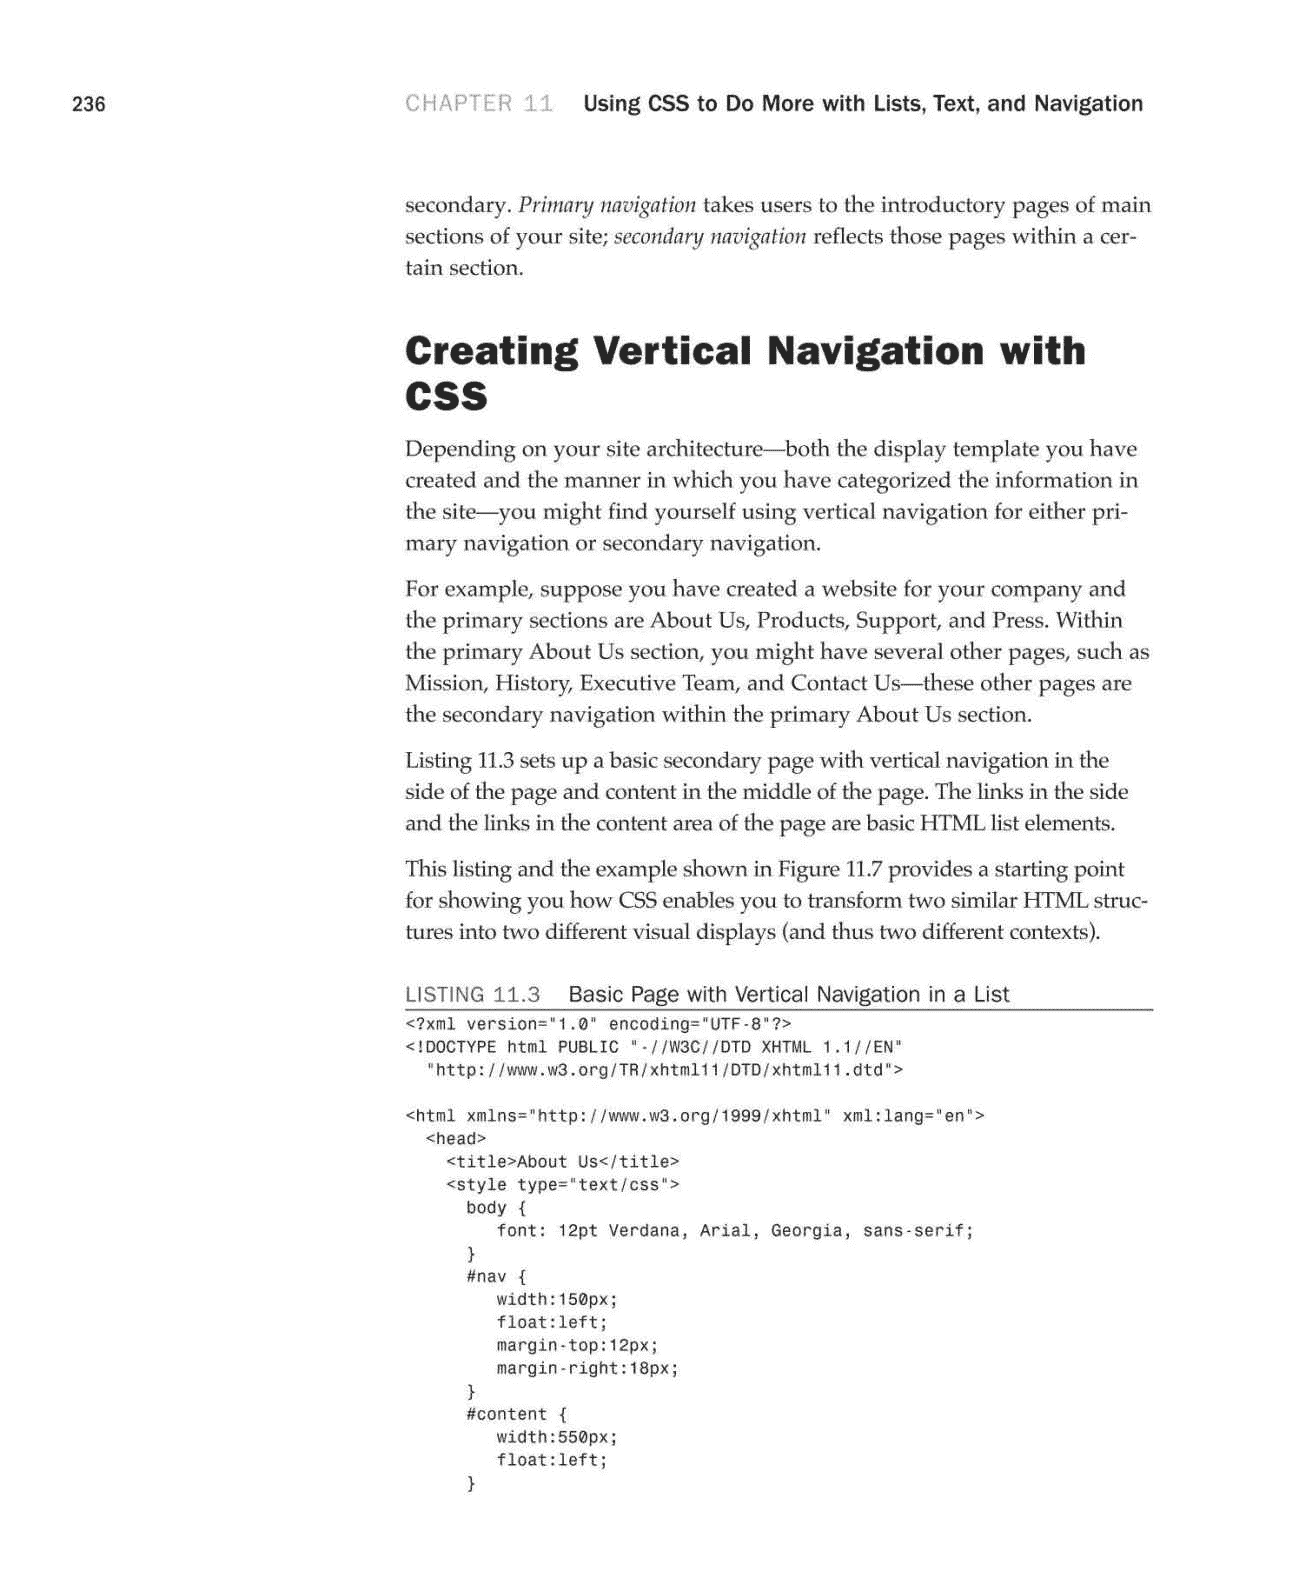 236
CHAPTER 11 Using CSS to Do More with Lists, Text, and Navigation
secondary. Primary navigation takes users to the introductory pages of main
sections of your site; secondary navigation reflects those pages within a cer-
tain section.
Creating Vertical Navigation with
CSS
Depending on your site architecture—both the display template you have
created and the manner in which you have categorized the information in
the site—you might find yourself using vertical navigation for either pri-
mary navigation or secondary navigation.
For example, suppose you have created a website for your company and
the primary sections are About Us, Products, Support, and Press. Within
the primary About Us section, you might have several other pages, such as
Mission, History, Executive Team, and Contact Us—these other pages are
the secondary navigation within the primary About Us section.
Listing 11.3 sets up a basic secondary page with vertical navigation in the
side of the page and content in the middle of the page. The links in the side
and the links in the content area of the page are basic HTML list elements.
This listing and the example shown in Figure 11.7 provides a starting point
for showing you how CSS enables you to transform two similar HTML struc-
tures into two different visual displays (and thus two different contexts).
LISTING 11.3 Basic Page with Vertical Navigation in a List
<?xml version="1.0" encoding="UTF-8"?>
<!DOCTYPE html PUBLIC "-//W3C//DTD XHTML 1.1//EN"
"http://www.w3.org/TR/xhtml11/DTD/xhtml11.dtd">
<html xmlns="http://www.w3.org/1999/xhtml" xml:lang="en">
<head>
<title>About Us</title>
<style type="text/css">
body {
font: 12pt Verdana, Arial, Georgia, sans-serif;
}
#nav {
width:150px;
float:left;
margin-top:12px;
margin-right:18px;
}
#content {
width:550px;
float:left;
}